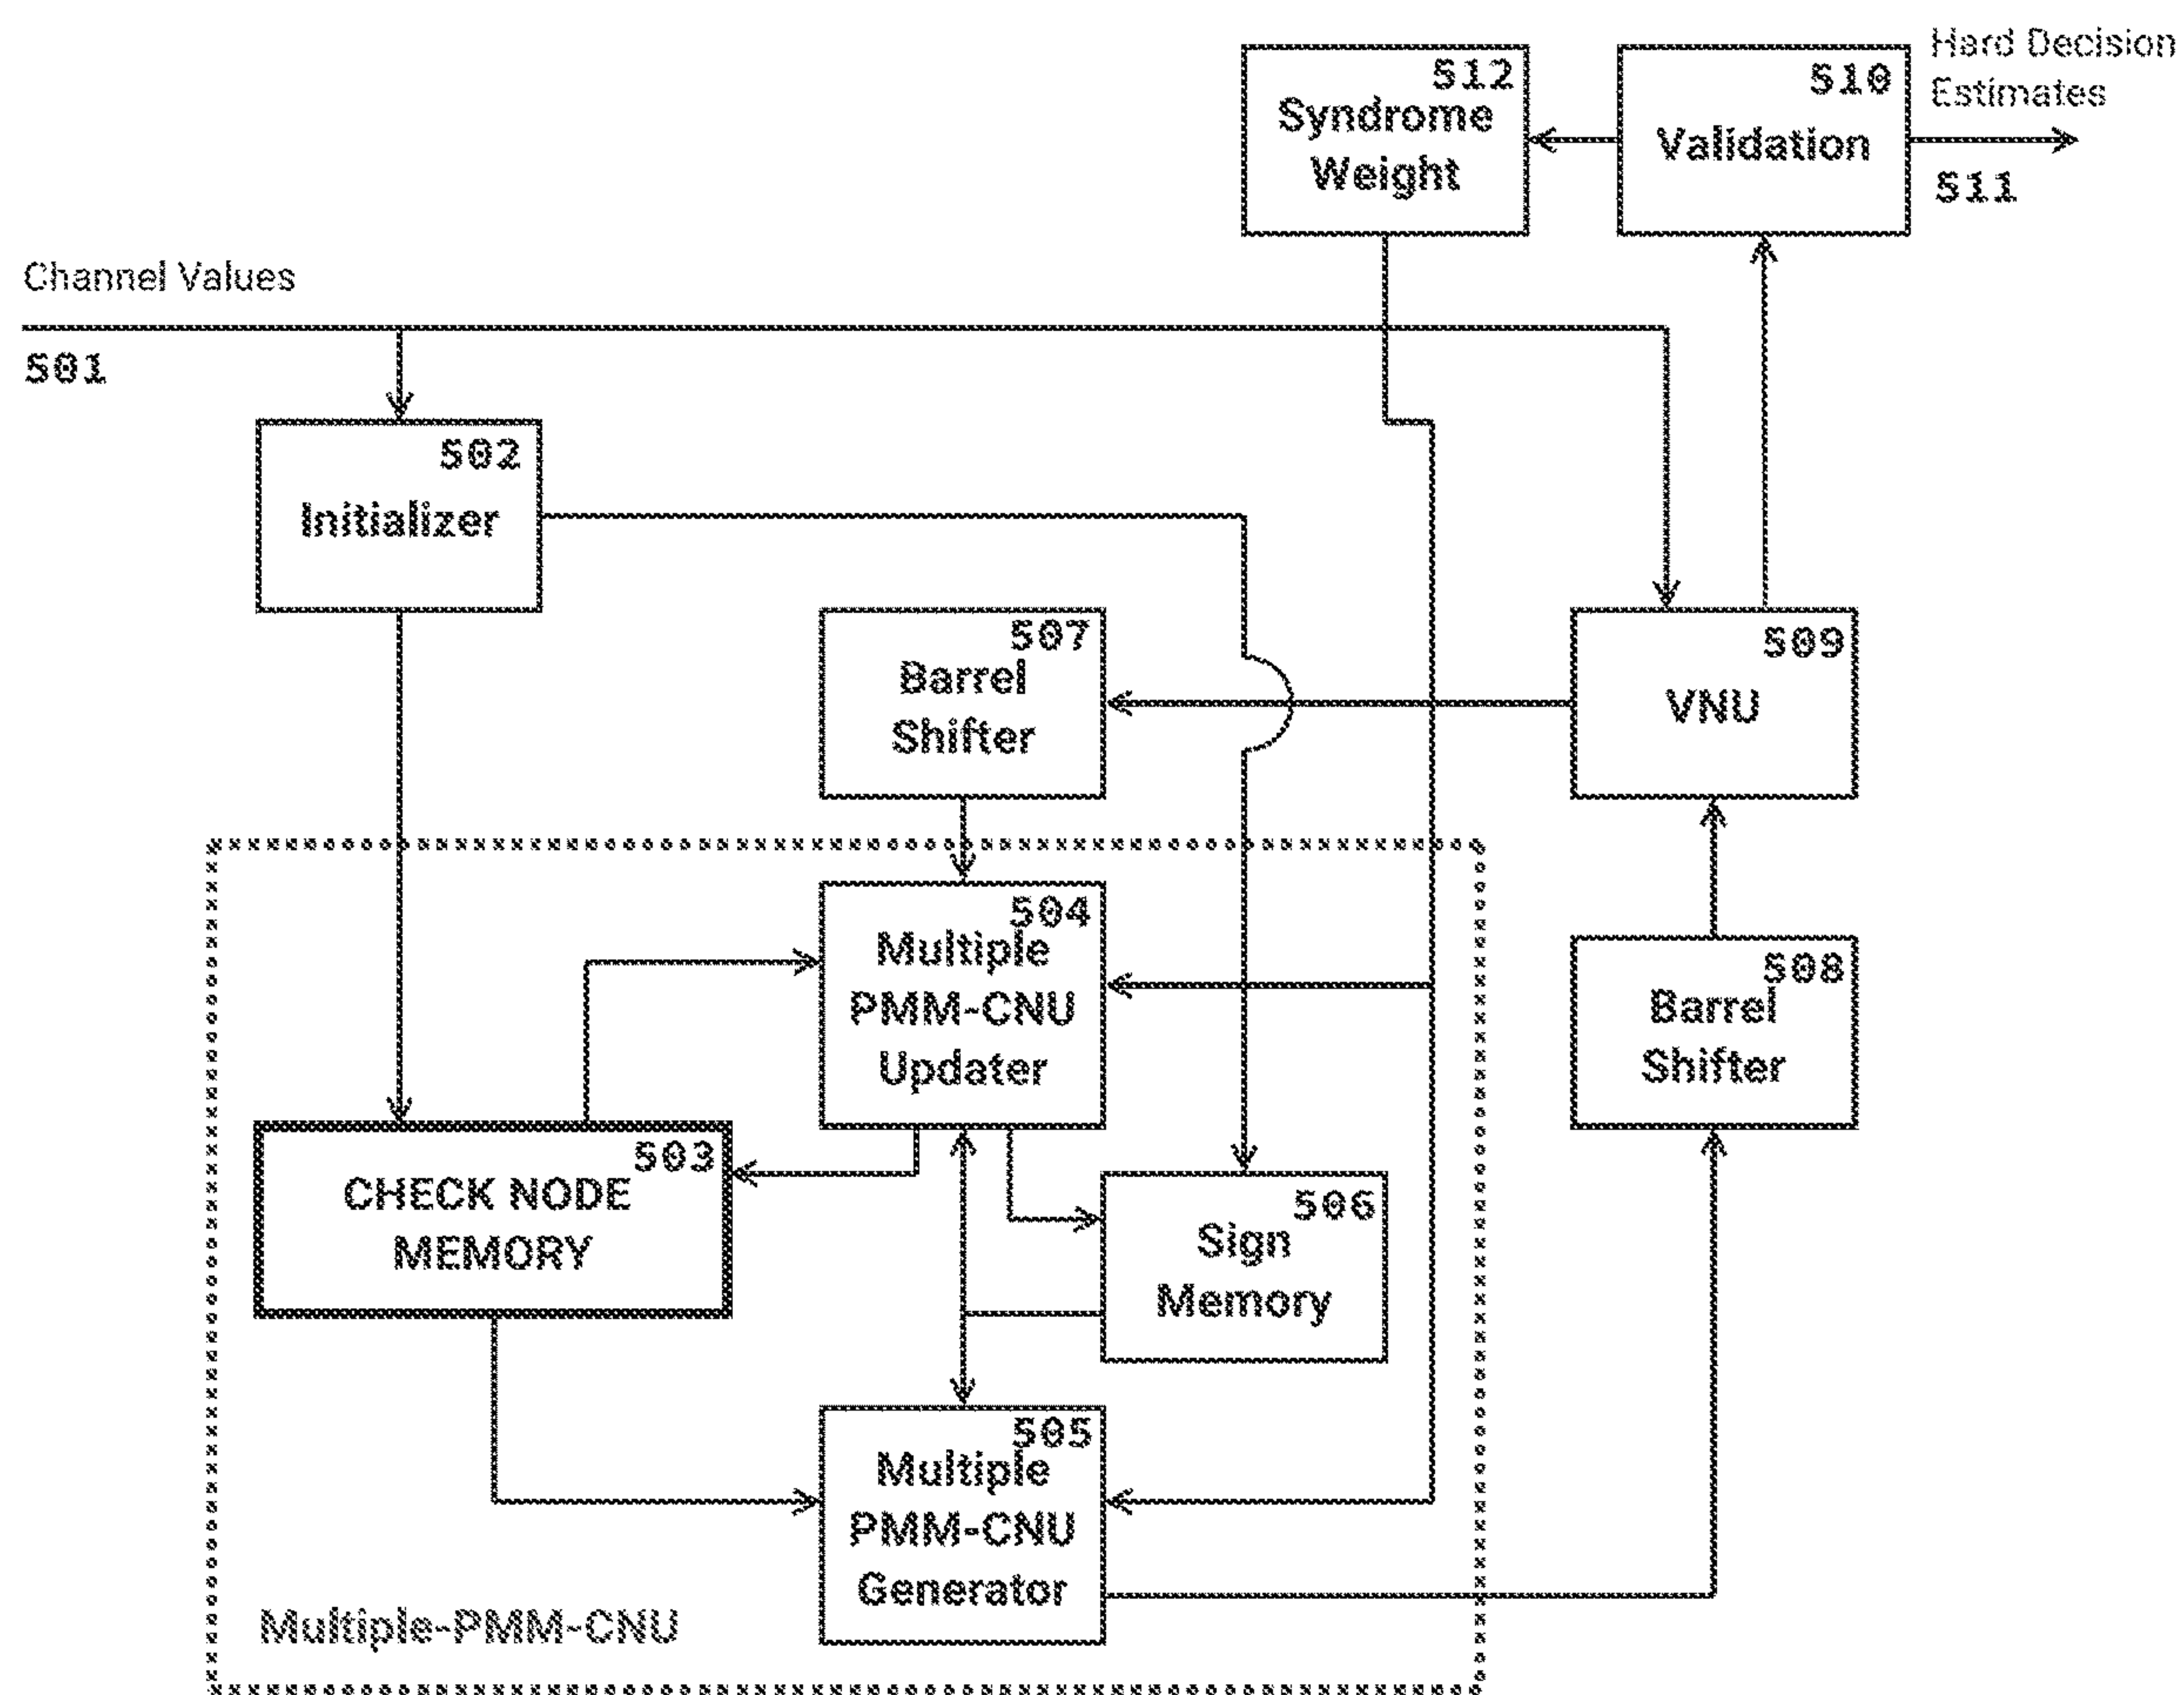 Hard Decision
Estimates
512
Syndrome
Weight
510
Validation
511
Channel Values
501
502
Initializer
507
Barrel
Shifter
509
VNU
504
Multiple
PMM-CNU
Updater
508
Barrel
Shifter
503
CHECK NODE
MEMORY
506
Sign
Memory
505
Multiple
PMM-CNU
Generator
Multiple-PMM-CNU